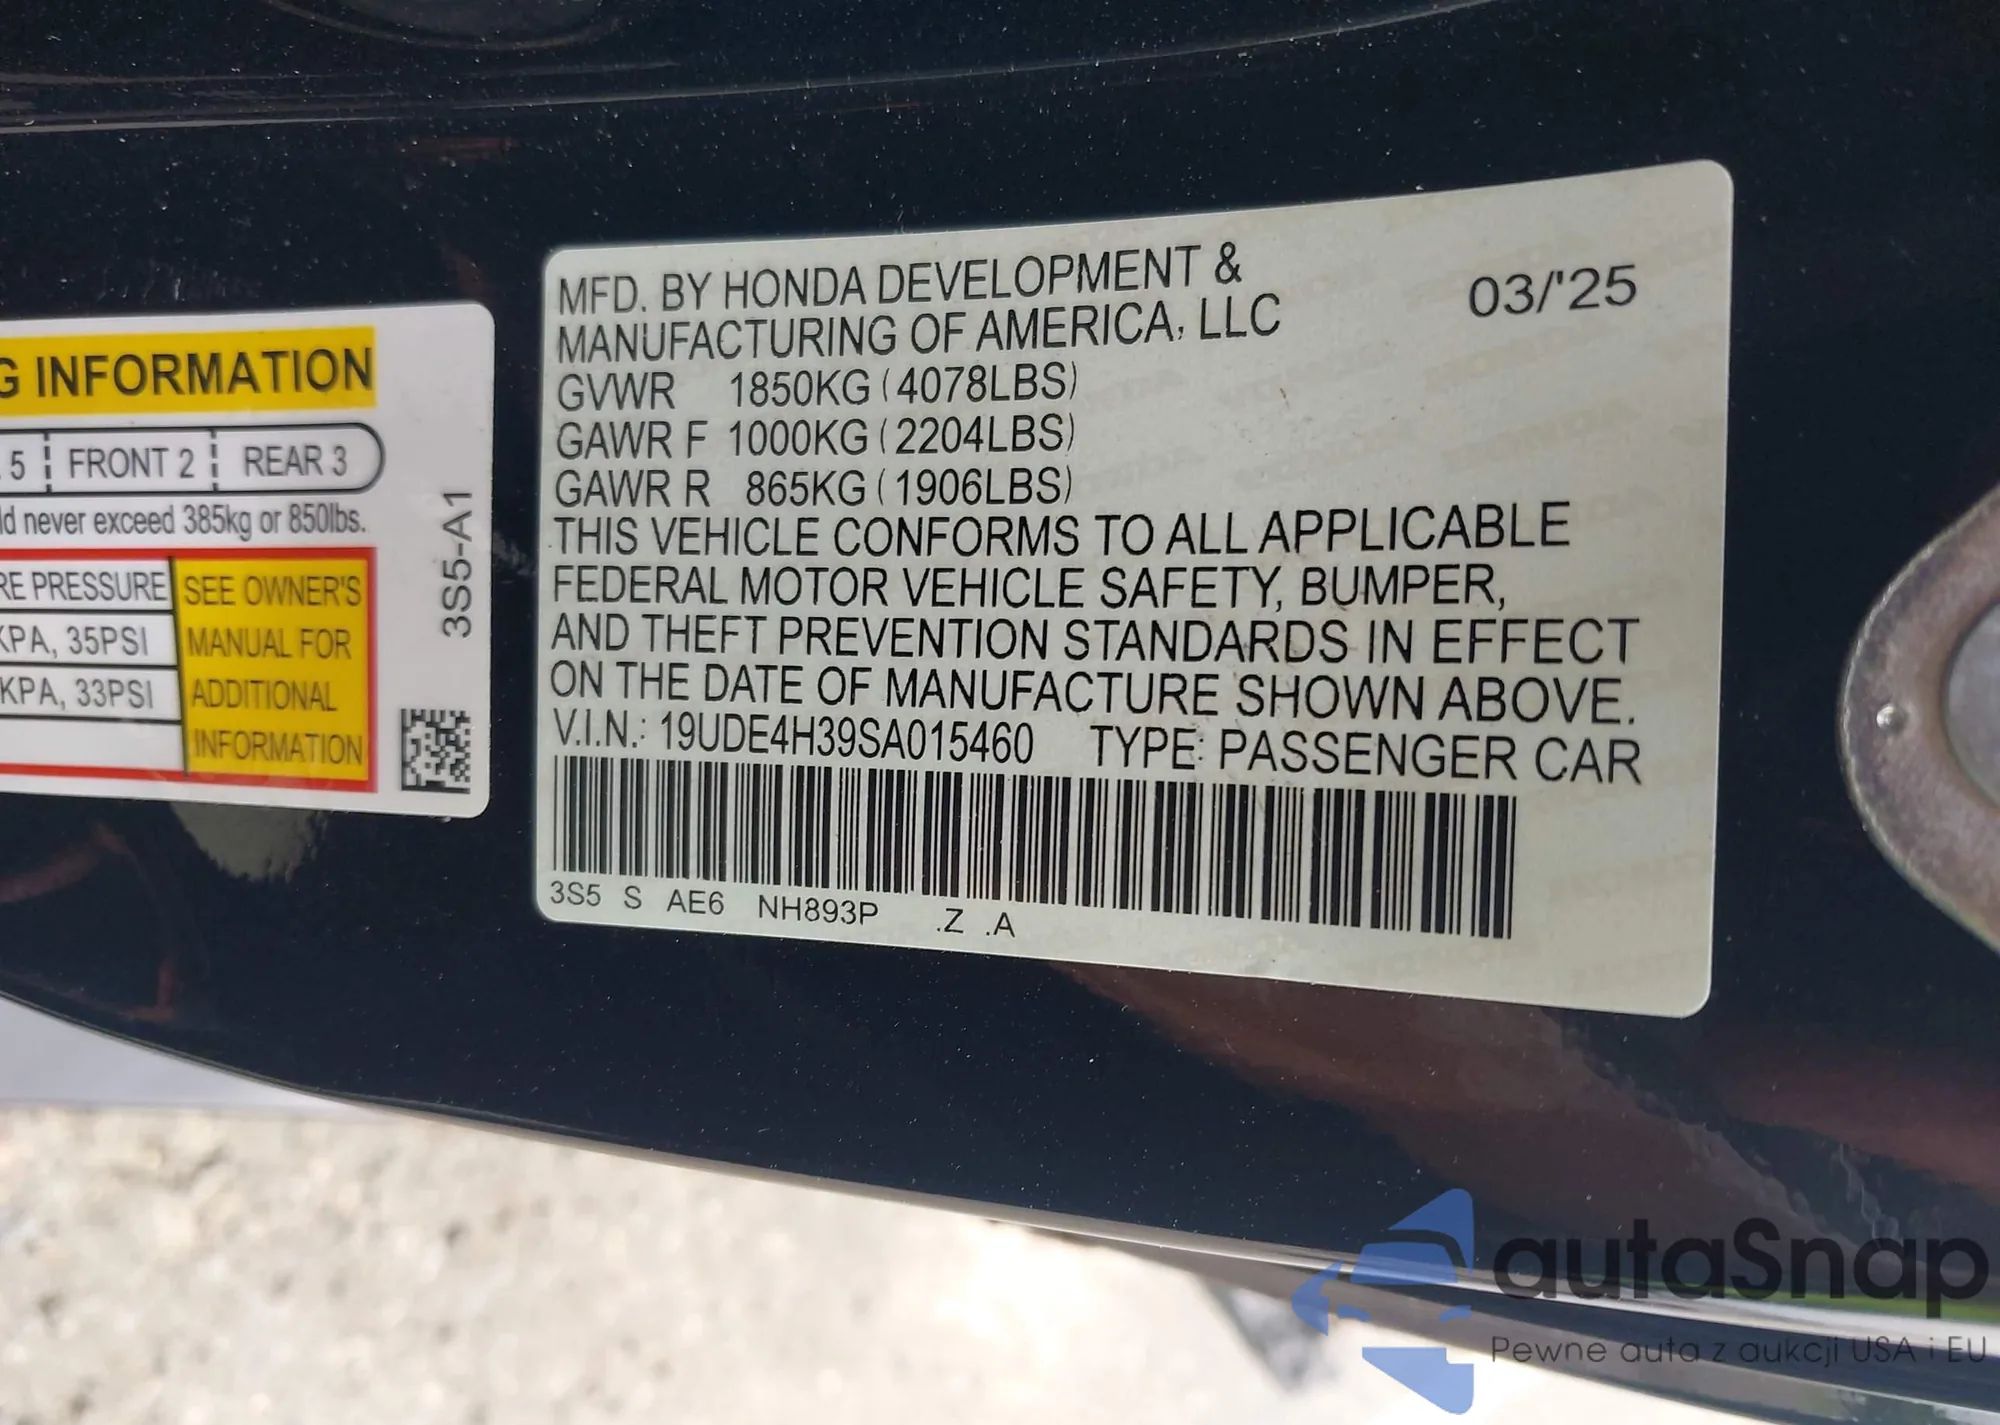 G INFORMATION
5 FRONT 2 REAR 3
ld never exceed 385kg or 850lbs.
RE PRESSURE
KPA, 35PSI
KPA, 33PSI
SEE OWNER'S
MANUAL FOR
ADDITIONAL
INFORMATION
3S5-A1
MFD. BY HONDA DEVELOPMENT &
MANUFACTURING OF AMERICA, LLC
03/'25
GVWR 1850KG (4078LBS)
GAWR F 1000KG (2204LBS)
GAWR R 865KG (1906LBS)
THIS VEHICLE CONFORMS TO ALL APPLICABLE
FEDERAL MOTOR VEHICLE SAFETY, BUMPER,
AND THEFT PREVENTION STANDARDS IN EFFECT
ON THE DATE OF MANUFACTURE SHOWN ABOVE.
V.I.N.: 19UDE4H39SA015460 TYPE: PASSENGER CAR
3S5 S AE6 NH893P .Z .A
autaSnap
Pewne auta z aukcji USA i EU